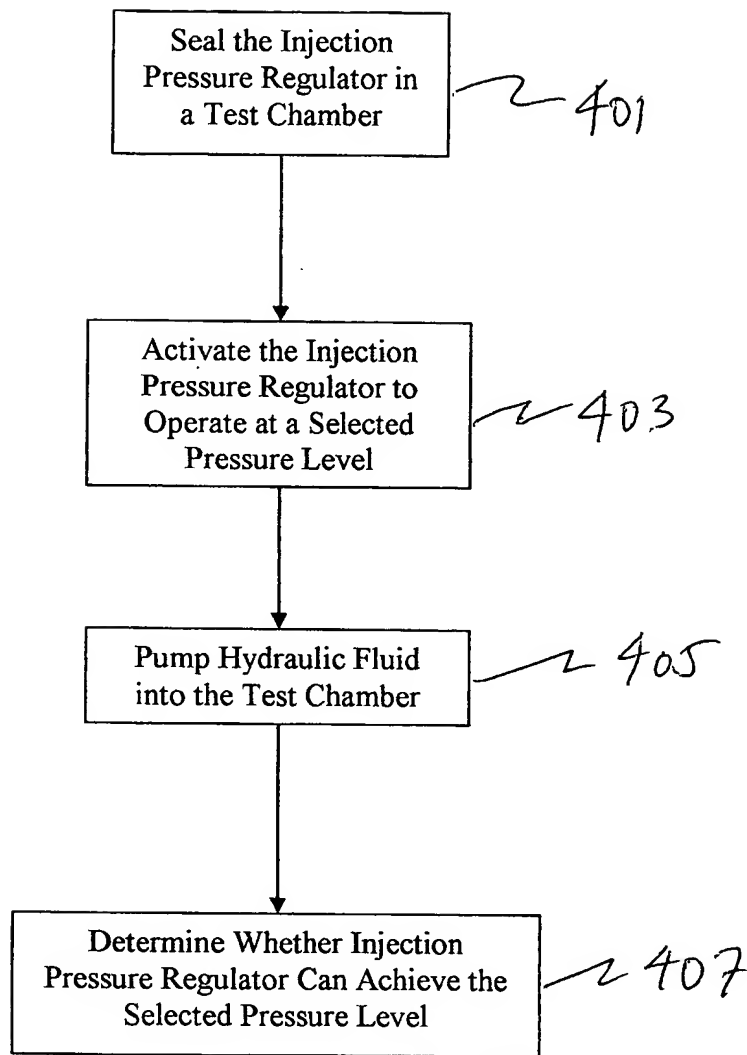 Seal the Injection
Pressure Regulator in
a Test Chamber
401
Activate the Injection
Pressure Regulator to
Operate at a Selected
Pressure Level
403
Pump Hydraulic Fluid
into the Test Chamber
405
Determine Whether Injection
Pressure Regulator Can Achieve the
Selected Pressure Level
407